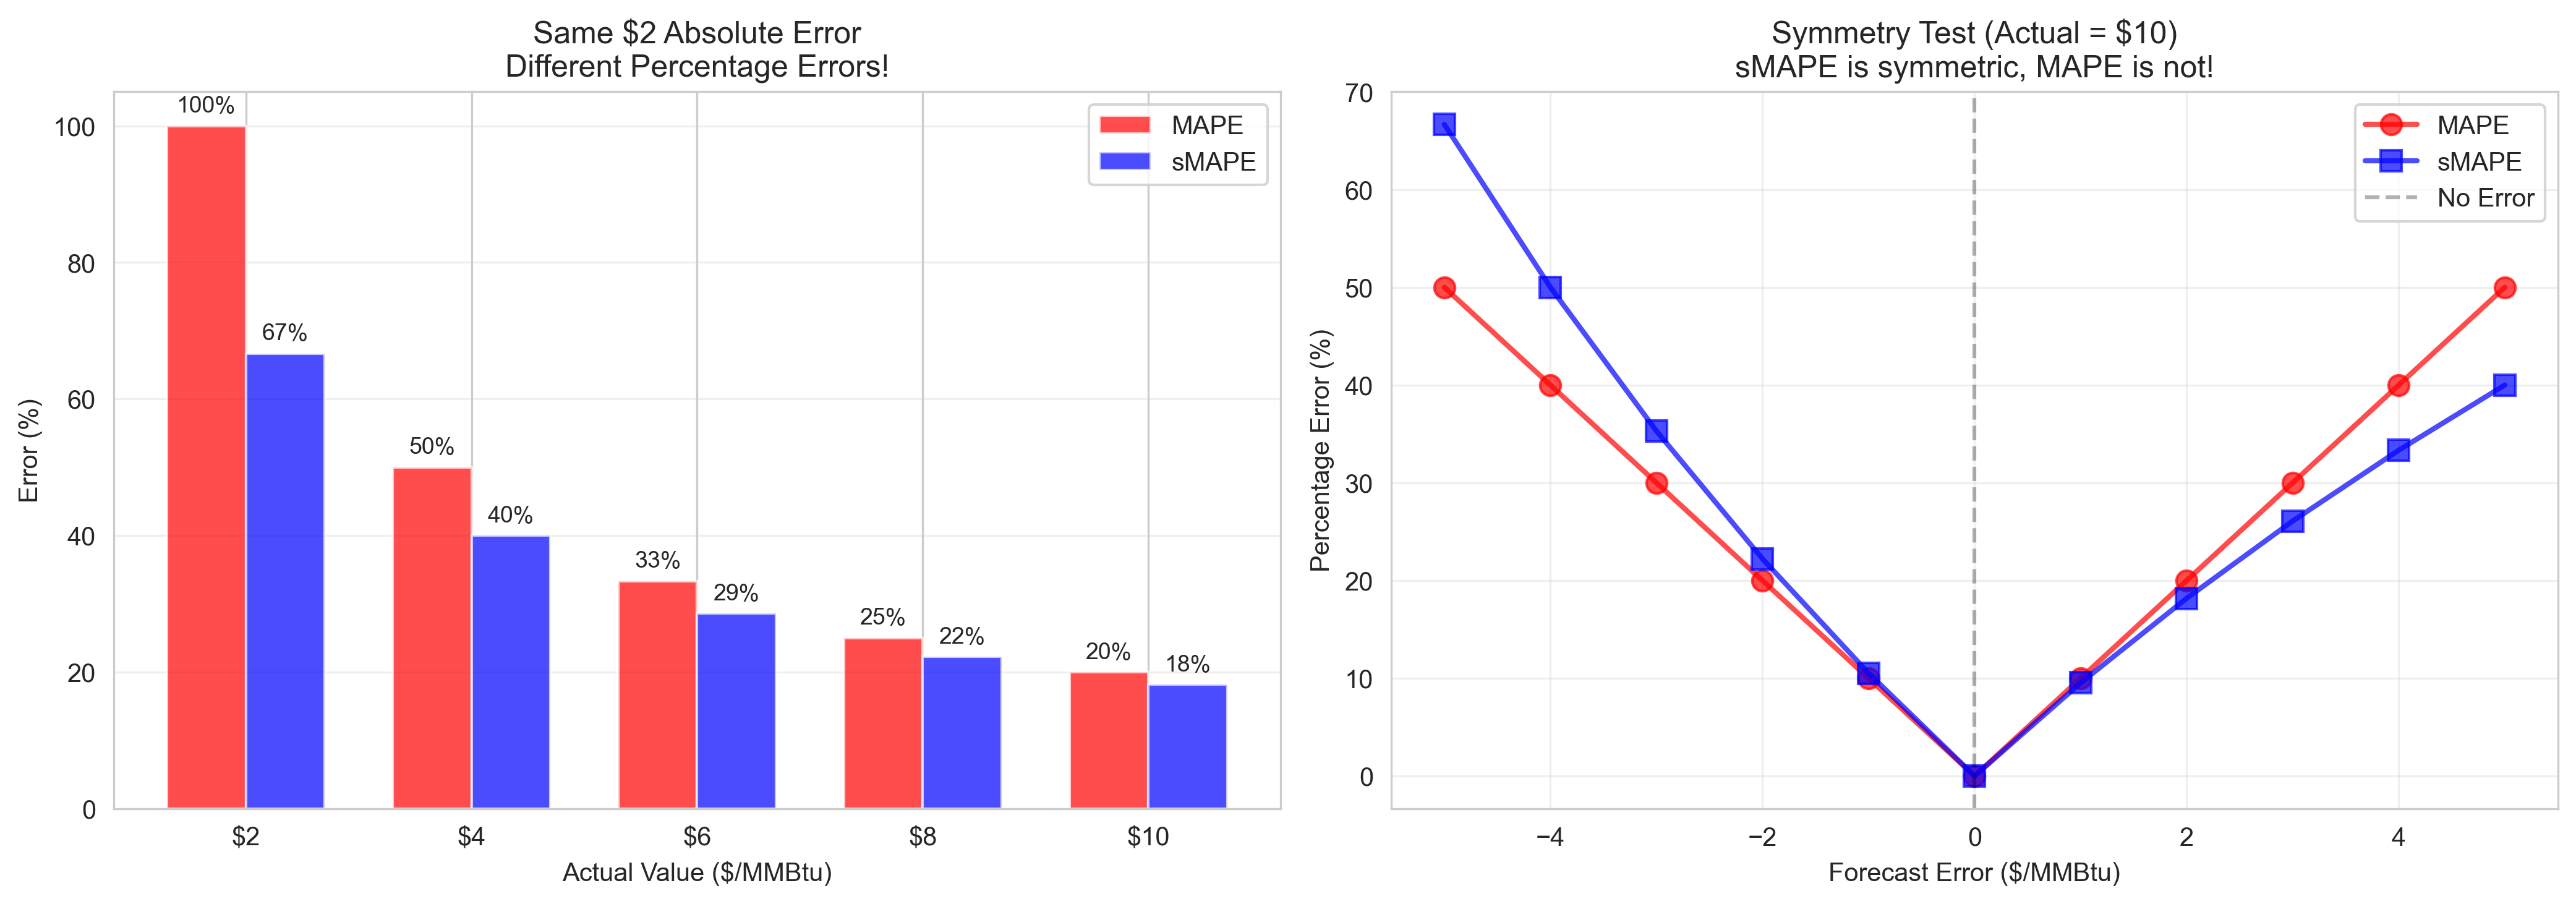 Same $2 Absolute Error
Different Percentage Errors!
100%
67%
50%
40%
33%
29%
25%
22%
20%
18%
MAPE
sMAPE
Error (%)
100
80
60
40
20
0
$2
$4
$6
$8
$10
Actual Value ($/MMBtu)
Symmetry Test (Actual = $10)
sMAPE is symmetric, MAPE is not!
MAPE
sMAPE
No Error
Percentage Error (%)
70
60
50
40
30
20
10
0
−4
−2
0
2
4
Forecast Error ($/MMBtu)